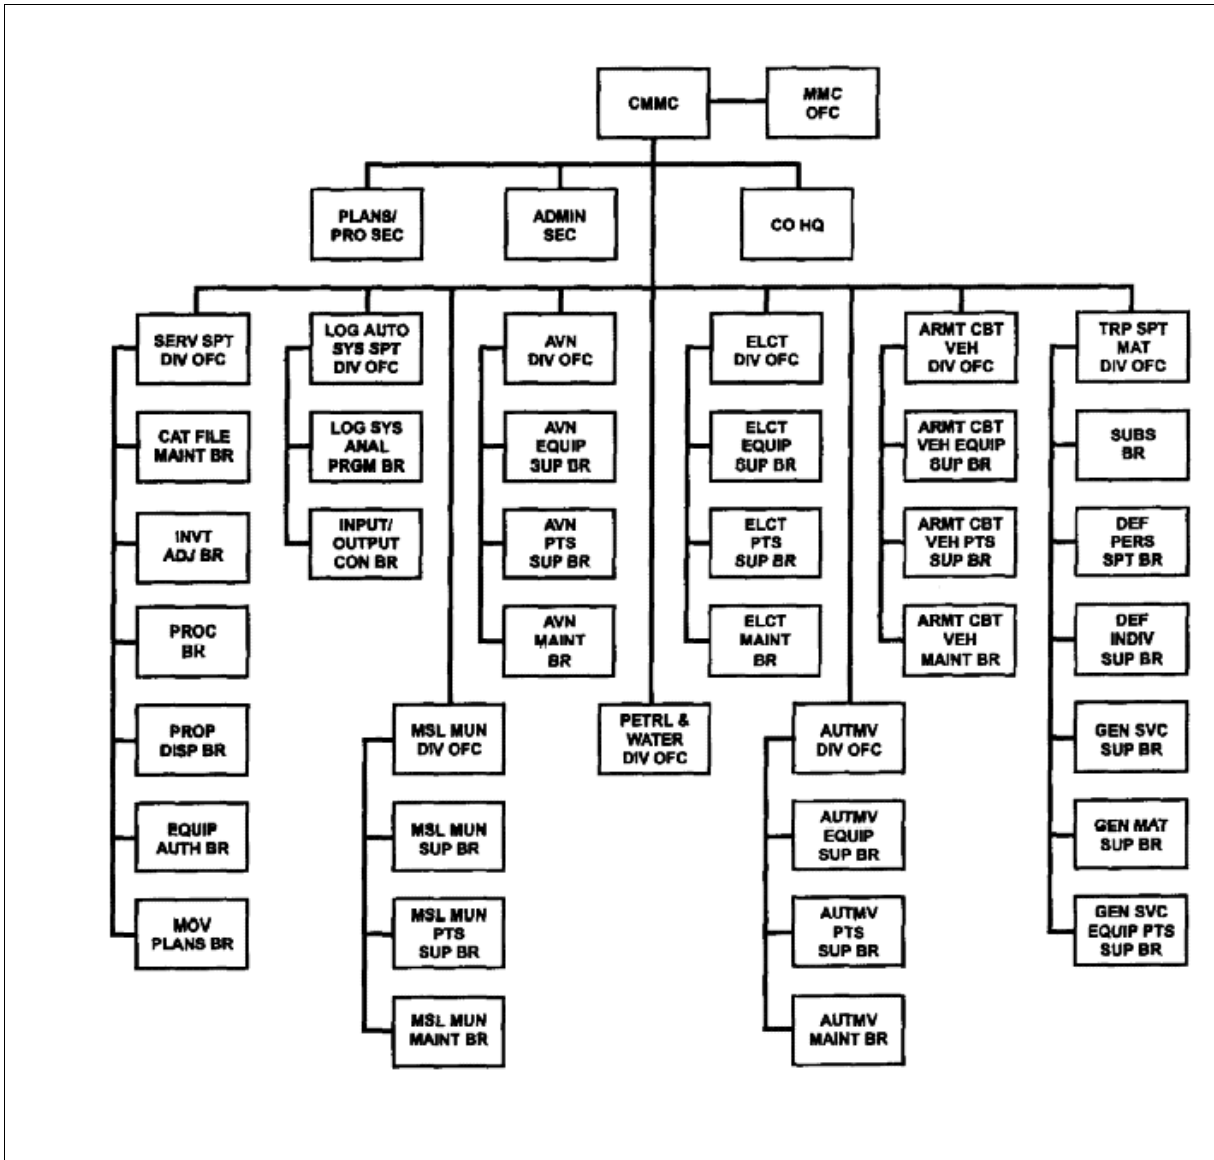 CMMC
MMC
OFC
PLANS/
PRO SEC
ADMIN
SEC
CO HQ
SERV SPT
DIV OFC
CAT FILE
MAINT BR
INVT
ADJ BR
PROC
BR
PROP
DISP BR
EQUIP
AUTH BR
MOV
PLANS BR
LOG AUTO
SYS SPT
DIV OFC
LOG SYS
ANAL
PRGM BR
INPUT/
OUTPUT
CON BR
MSL MUN
DIV OFC
MSL MUN
SUP BR
MSL MUN
PTS
SUP BR
MSL MUN
MAINT BR
AVN
DIV OFC
AVN
EQUIP
SUP BR
AVN
PTS
SUP BR
AVN
MAINT
BR
PETRL &
WATER
DIV OFC
ELCT
DIV OFC
ELCT
EQUIP
SUP BR
ELCT
PTS
SUP BR
ELCT
MAINT
BR
AUTMV
DIV OFC
AUTMV
EQUIP
SUP BR
AUTMV
PTS
SUP BR
AUTMV
MAINT BR
ARMT CBT
VEH
DIV OFC
ARMT CBT
VEH EQUIP
SUP BR
ARMT CBT
VEH PTS
SUP BR
ARMT CBT
VEH
MAINT BR
TRP SPT
MAT
DIV OFC
SUBS
BR
DEF
PERS
SPT BR
DEF
INDIV
SUP BR
GEN SVC
SUP BR
GEN MAT
SUP BR
GEN SVC
EQUIP PTS
SUP BR